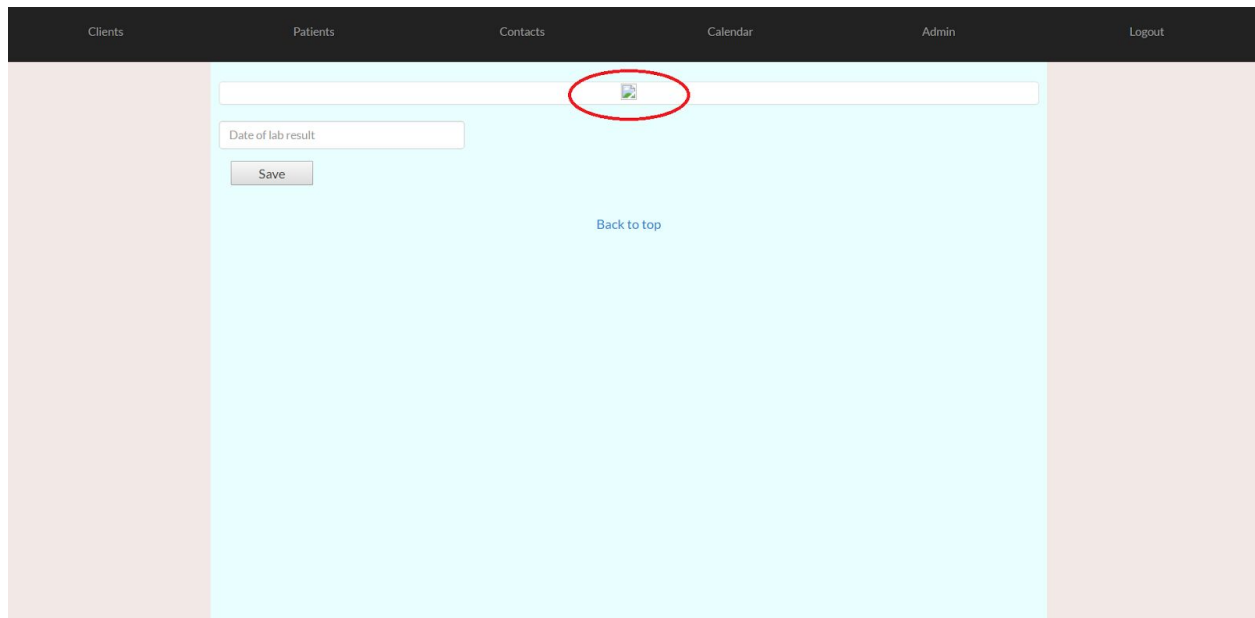 Clients Patients Contacts Calendar Admin Logout
Date of lab result
Save
Back to top